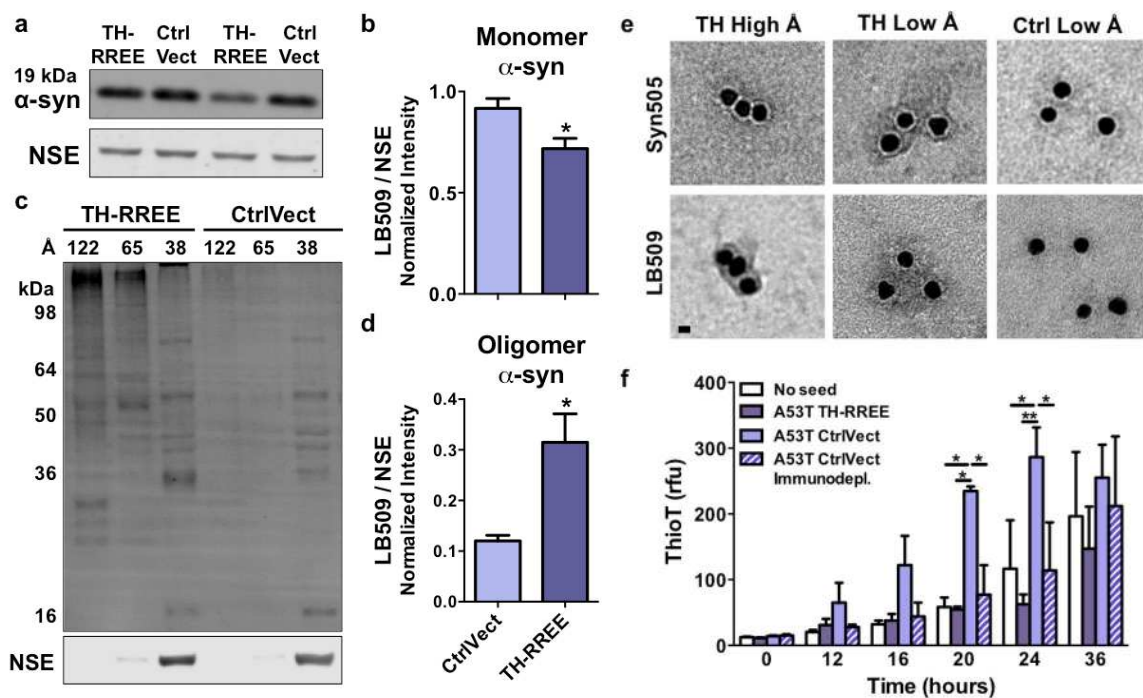 a
TH-RREE Ctrl Vect TH-RREE Ctrl Vect
19 kDa
α-syn
NSE
b
Monomer
α-syn
LB509 / NSE
Normalized Intensity
1.0
0.5
0.0
*
c
TH-RREE CtrlVect
Å 122 65 38 122 65 38
kDa
98
64
50
36
16
NSE
d
Oligomer
α-syn
LB509 / NSE
Normalized Intensity
0.4
0.3
0.2
0.1
0.0
*
CtrlVect
TH-RREE
e
TH High Å TH Low Å Ctrl Low Å
Syn505
LB509
f
ThioT (rfu)
400
300
200
100
0
No seed
A53T TH-RREE
A53T CtrlVect
A53T CtrlVect
Immunodepl.
* * *
* ** *
0 12 16 20 24 36
Time (hours)